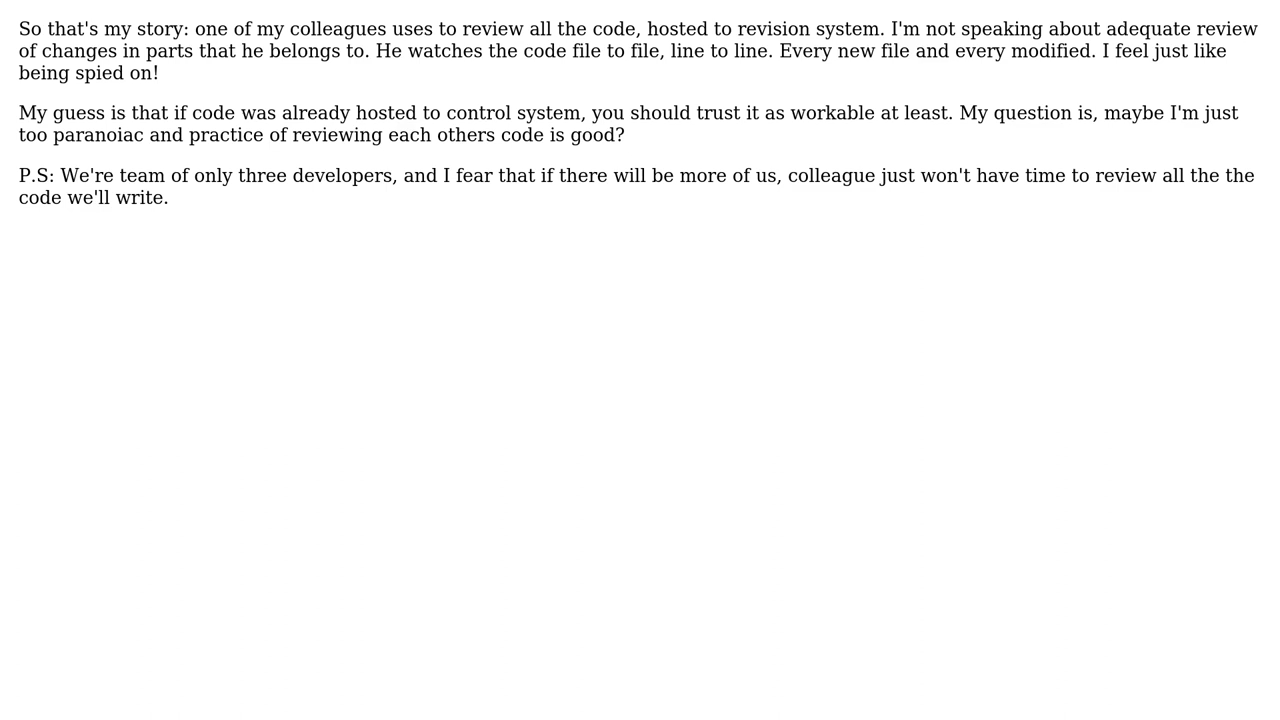 So that's my story: one of my colleagues uses to review all the code, hosted to revision system. I'm not speaking about adequate review
of changes in parts that he belongs to. He watches the code file to file, line to line. Every new file and every modified. I feel just like
being spied on!
My guess is that if code was already hosted to control system, you should trust it as workable at least. My question is, maybe I'm just
too paranoiac and practice of reviewing each others code is good?
P.S: We're team of only three developers, and I fear that if there will be more of us, colleague just won't have time to review all the the
code we'll write.